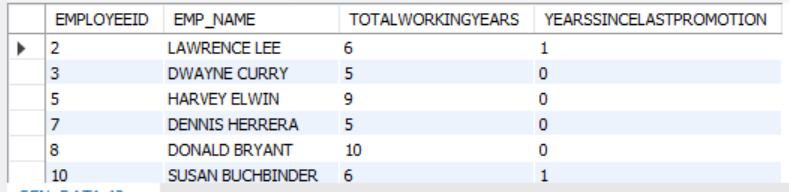 EMPLOYEEID EMP_NAME TOTALWORKINGYEARS YEARSSINCELASTPROMOTION
2 LAWRENCE LEE 6 1
3 DWAYNE CURRY 5 0
5 HARVEY ELWIN 9 0
7 DENNIS HERRERA 5 0
8 DONALD BRYANT 10 0
10 SUSAN BUCHBINDER 6 1